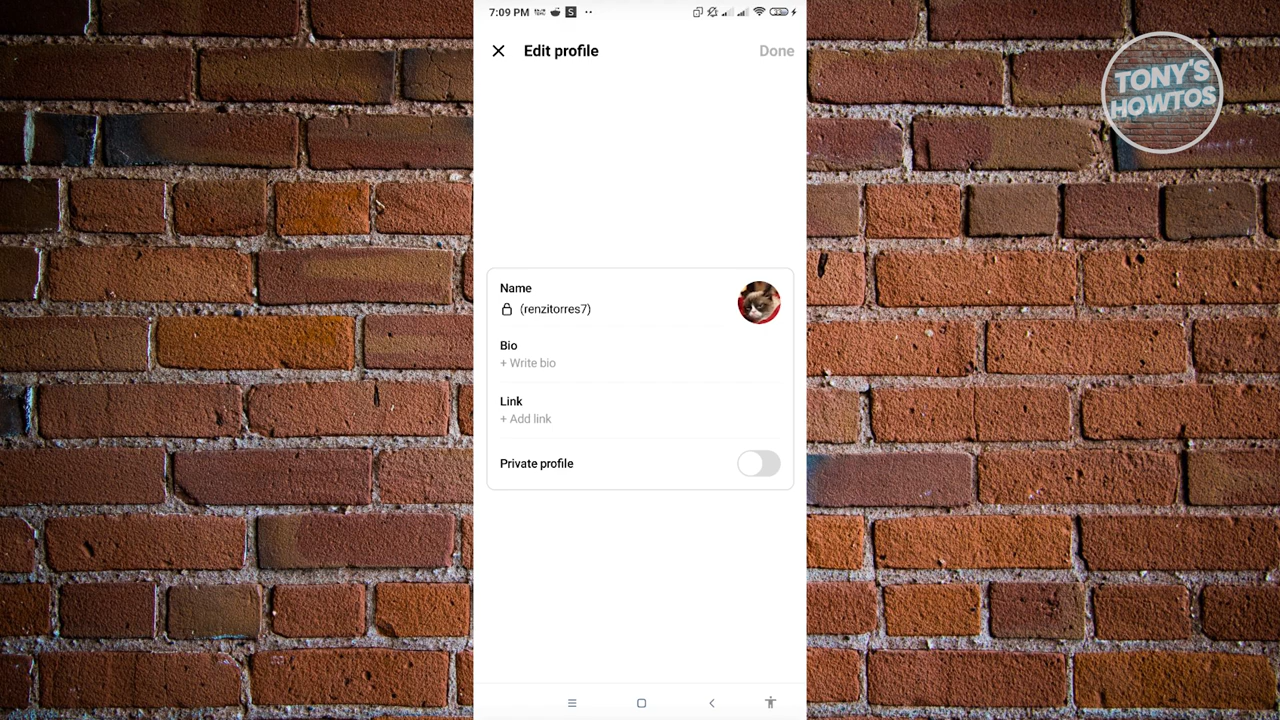 7:09 PM
Edit profile
Done
TONY'S
HOWTOS
Name
(renzitorres7)
Bio
+ Write bio
Link
+ Add link
Private profile